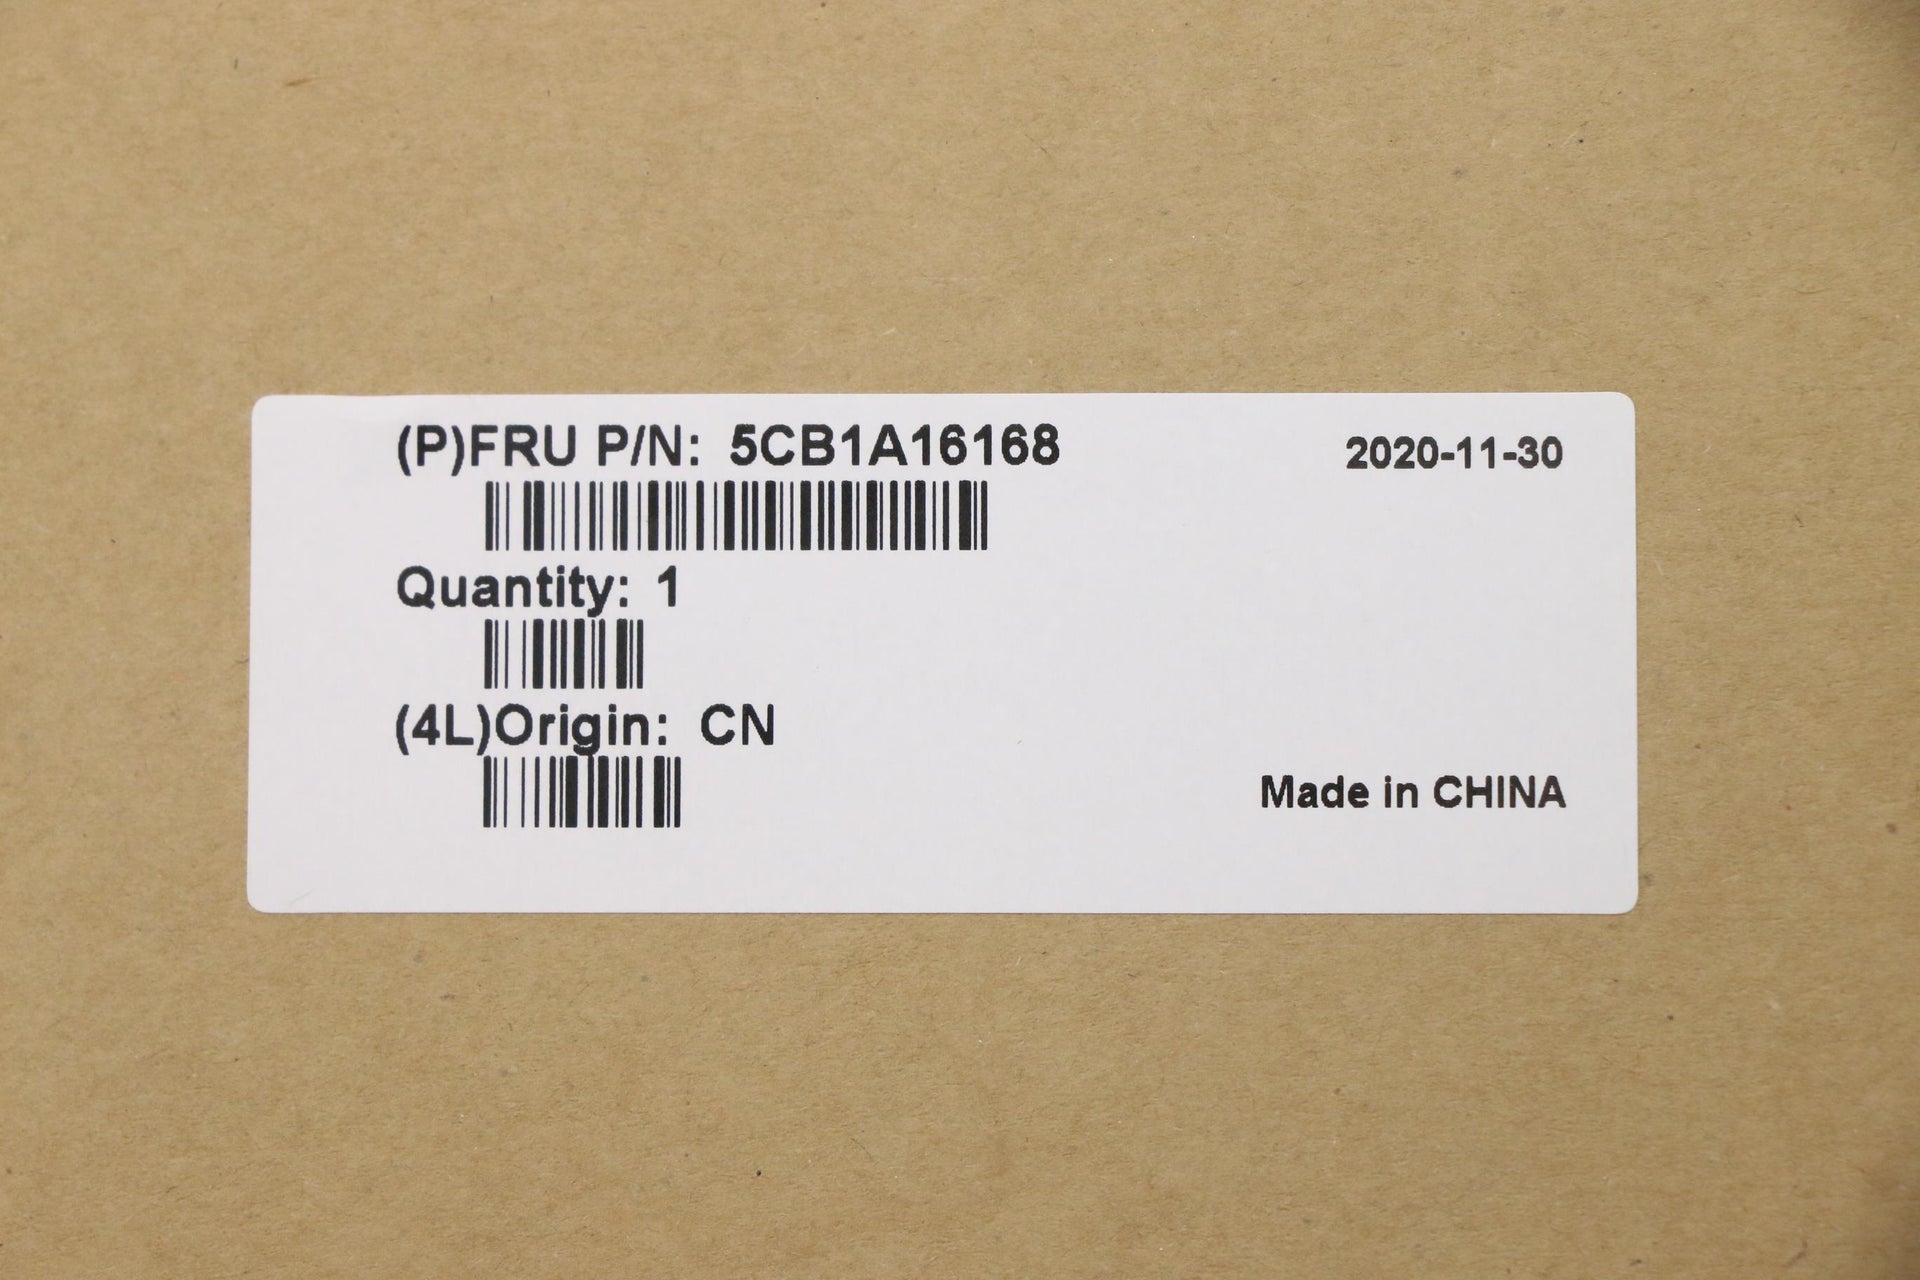 (P)FRU P/N: 5CB1A16168
2020-11-30
Quantity: 1
(4L)Origin: CN
Made in CHINA